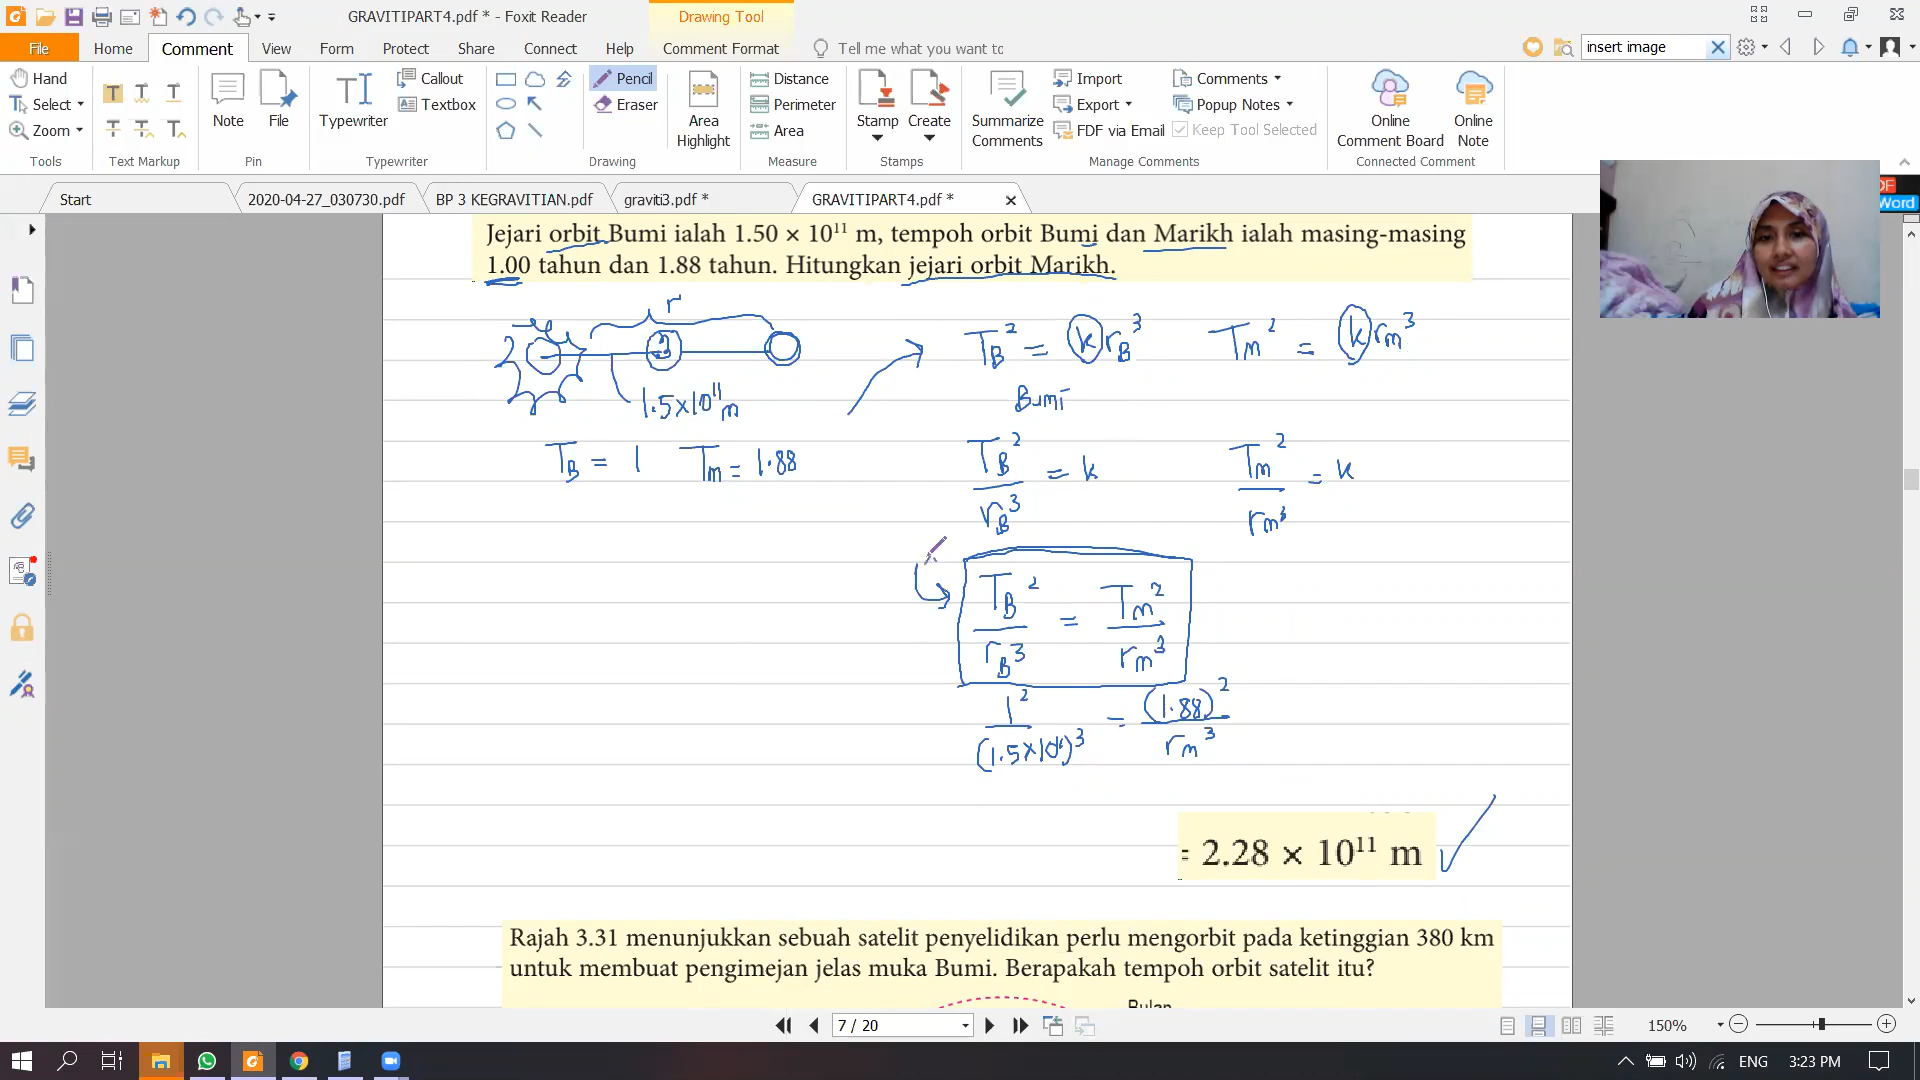 GRAVITIPART4.pdf * - Foxit Reader
Drawing Tool
File Home Comment View Form Protect Share Connect Help Comment Format Tell me what you want to insert image
Hand
Select
Zoom
Tools
Text Markup
Note
File
Pin
Typewriter
Callout
Textbox
Typewriter
Pencil
Eraser
Drawing
Area Highlight
Distance
Perimeter
Area
Measure
Stamp
Create
Stamps
Summarize Comments
Import
Export
FDF via Email
Comments
Popup Notes
Keep Tool Selected
Manage Comments
Online Comment Board
Online Note
Connected Comment
Start 2020-04-27_030730.pdf BP 3 KEGRAVITIAN.pdf graviti3.pdf * GRAVITIPART4.pdf *
Word
Jejari orbit Bumi ialah 1.50 × 10¹¹ m, tempoh orbit Bumi dan Marikh ialah masing-masing
1.00 tahun dan 1.88 tahun. Hitungkan jejari orbit Marikh.
r
1.5×10¹¹ m
T_B = 1 T_m = 1.88
T_B² = k r_B³ T_m² = k r_m³
Bumi
T_B² / r_B³ = k T_m² / r_m³ = k
T_B² / r_B³ = T_m² / r_m³
1² / (1.5×10¹¹)³ = (1.88)² / r_m³
= 2.28 × 10¹¹ m
Rajah 3.31 menunjukkan sebuah satelit penyelidikan perlu mengorbit pada ketinggian 380 km
untuk membuat pengimejan jelas muka Bumi. Berapakah tempoh orbit satelit itu?
Bulan
7 / 20
150%
ENG 3:23 PM